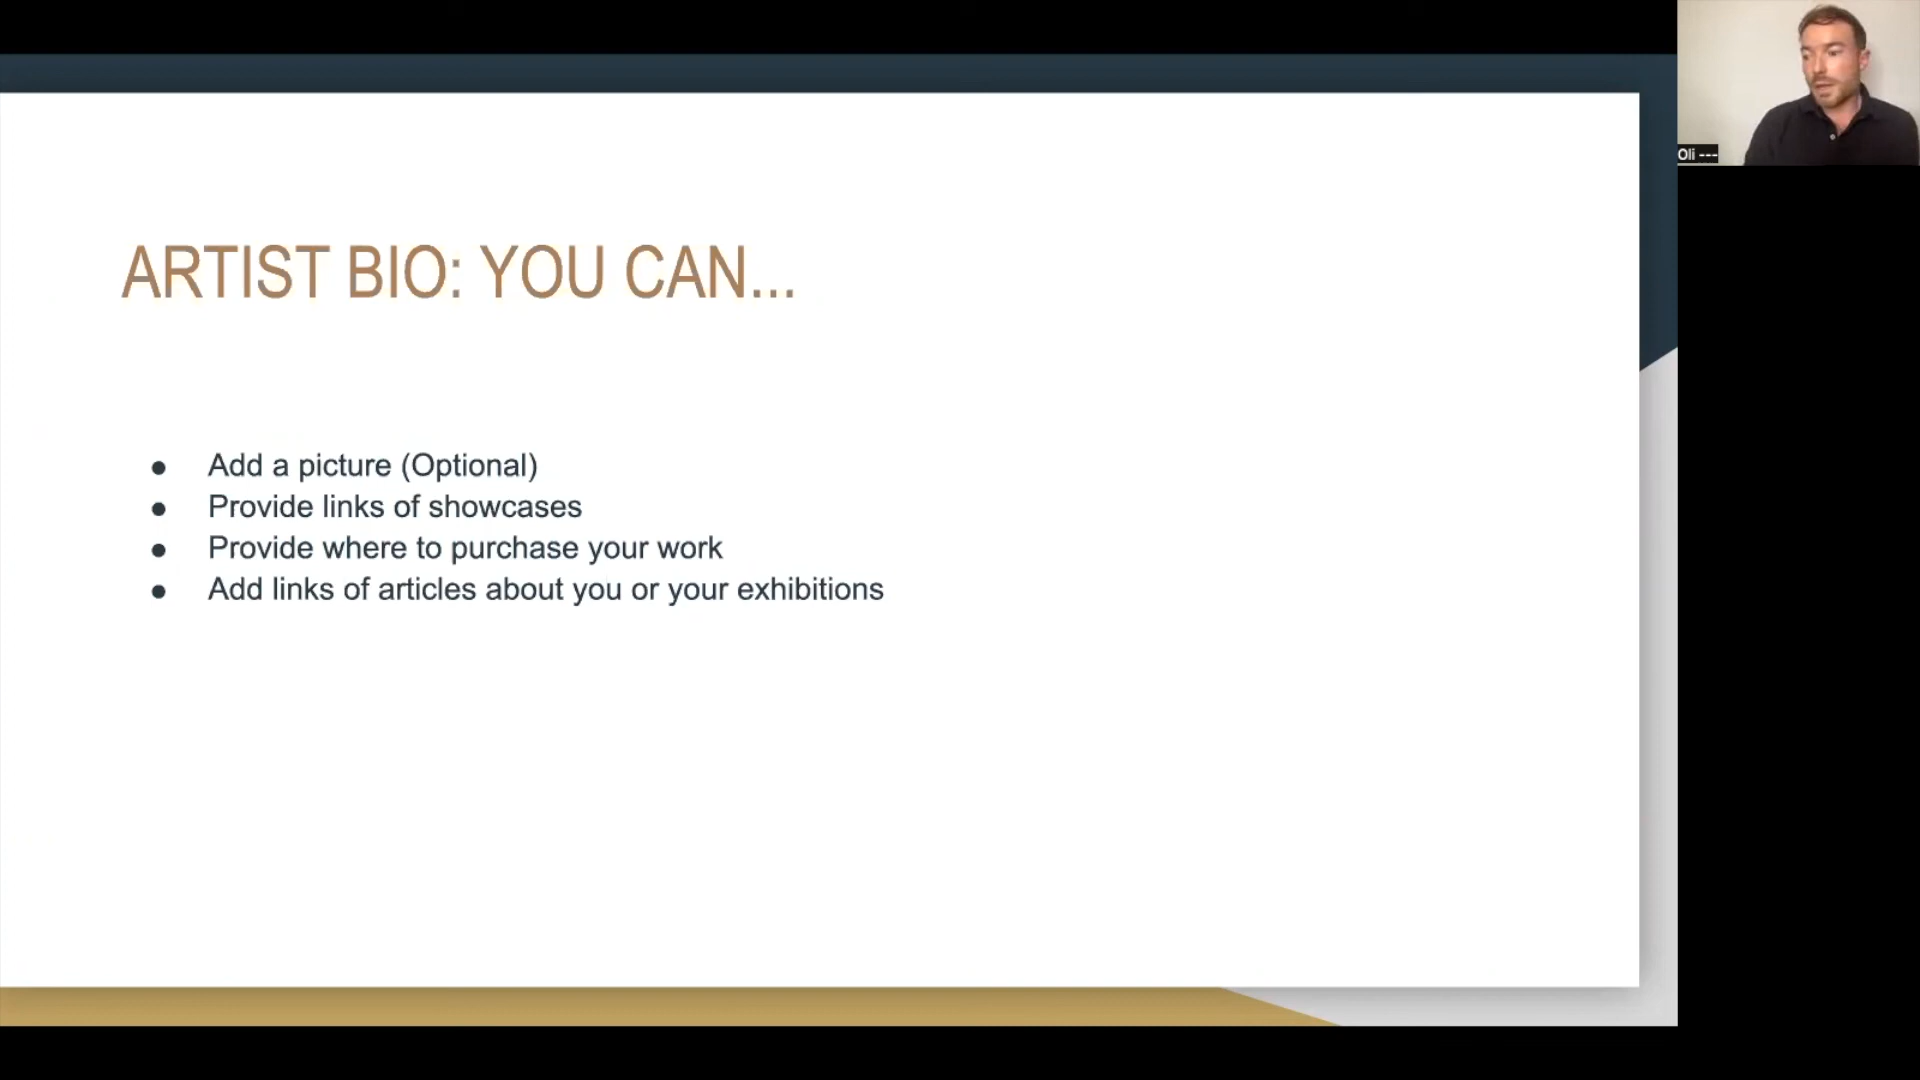 ARTIST BIO: YOU CAN...
● Add a picture (Optional)
● Provide links of showcases
● Provide where to purchase your work
● Add links of articles about you or your exhibitions
Oli ---